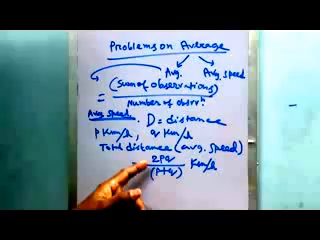 Problems on Average
Avg. Avg. Speed
= (Sum of observations)
Number of obserⁿ.
Avg Speed. D = distance
p Km/h, q Km/h
Total distance (avg. speed)
= 2pq / (p+q) Km/h